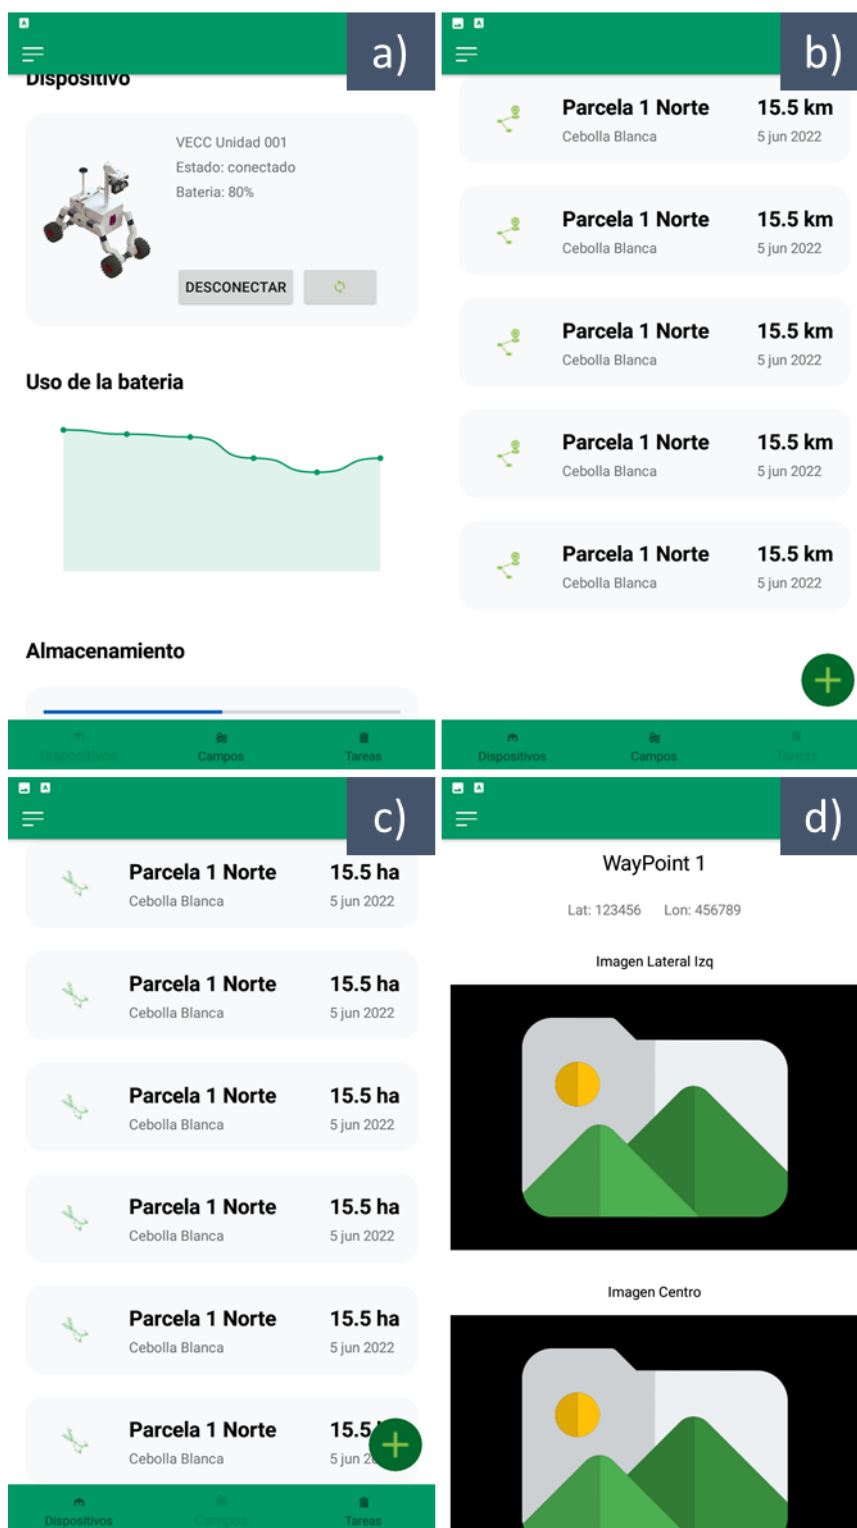 a)
Dispositivo
VECC Unidad 001
Estado: conectado
Bateria: 80%
DESCONECTAR
Uso de la bateria
Almacenamiento
Dispositivos Campos Tareas
b)
Parcela 1 Norte 15.5 km
Cebolla Blanca 5 jun 2022
Parcela 1 Norte 15.5 km
Cebolla Blanca 5 jun 2022
Parcela 1 Norte 15.5 km
Cebolla Blanca 5 jun 2022
Parcela 1 Norte 15.5 km
Cebolla Blanca 5 jun 2022
Parcela 1 Norte 15.5 km
Cebolla Blanca 5 jun 2022
Dispositivos Campos Tareas
c)
Parcela 1 Norte 15.5 ha
Cebolla Blanca 5 jun 2022
Parcela 1 Norte 15.5 ha
Cebolla Blanca 5 jun 2022
Parcela 1 Norte 15.5 ha
Cebolla Blanca 5 jun 2022
Parcela 1 Norte 15.5 ha
Cebolla Blanca 5 jun 2022
Parcela 1 Norte 15.5 ha
Cebolla Blanca 5 jun 2022
Parcela 1 Norte 15.5
Cebolla Blanca 5 jun
Dispositivos Campos Tareas
d)
WayPoint 1
Lat: 123456 Lon: 456789
Imagen Lateral Izq
Imagen Centro